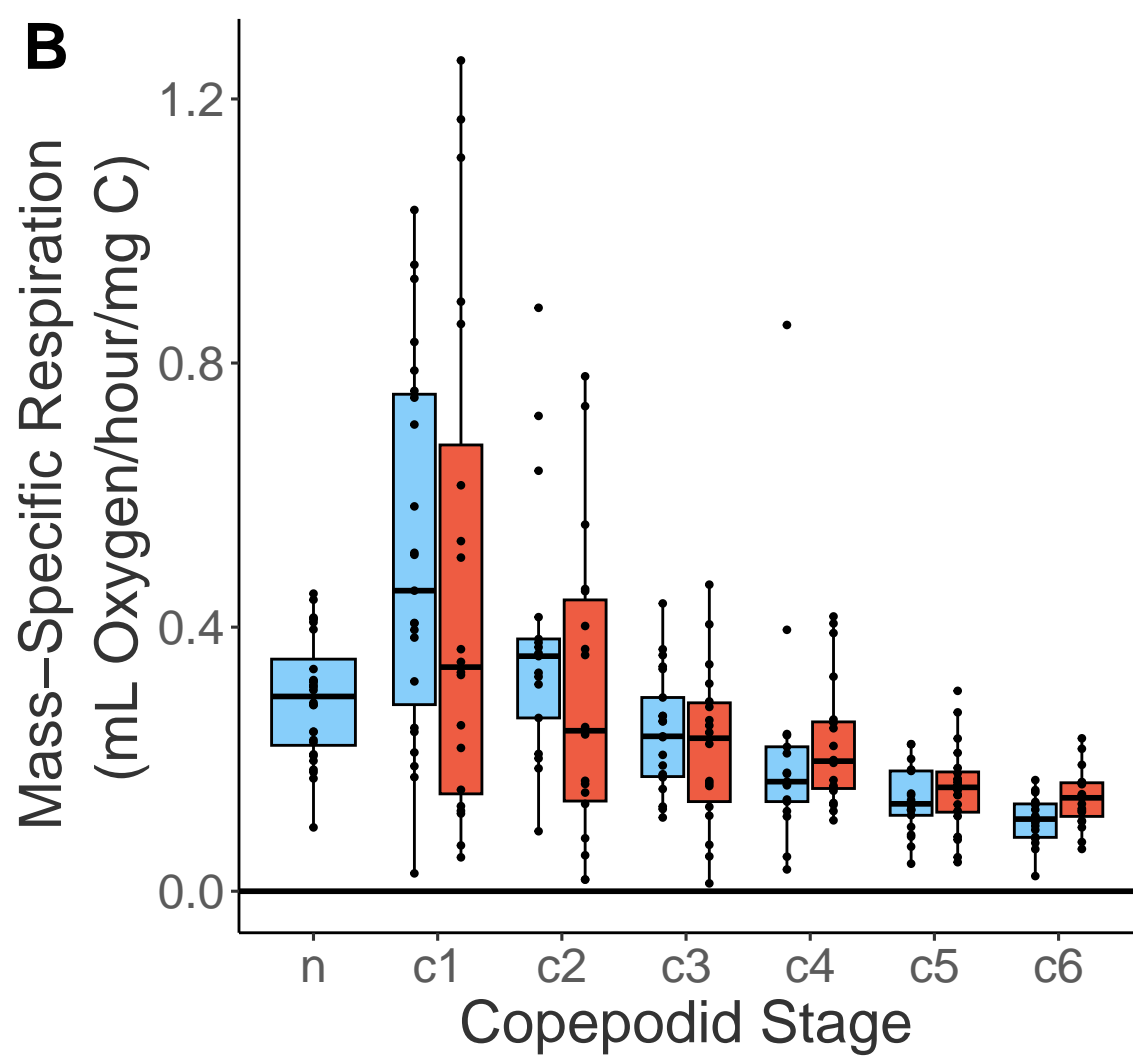 B
Mass−Specific Respiration
(mL Oxygen/hour/mg C)
1.2
0.8
0.4
0.0
n c1 c2 c3 c4 c5 c6
Copepodid Stage